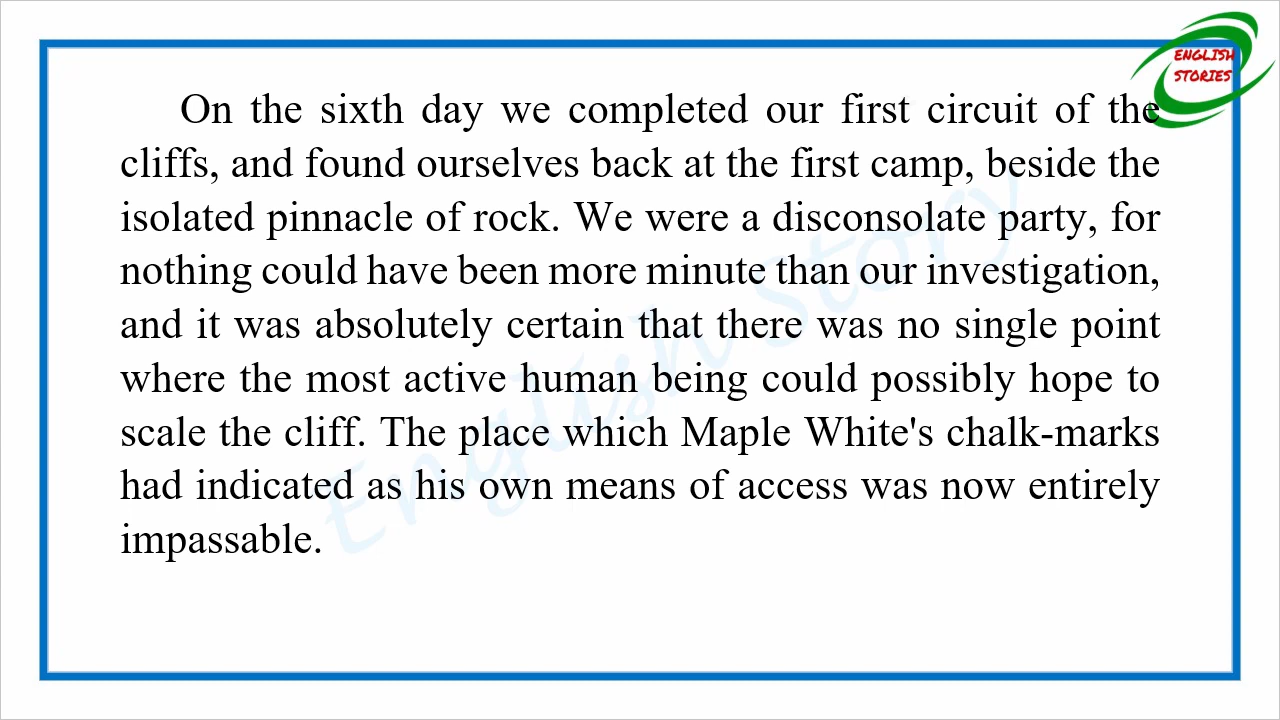 ENGLISH
STORIES
On the sixth day we completed our first circuit of the
cliffs, and found ourselves back at the first camp, beside the
isolated pinnacle of rock. We were a disconsolate party, for
nothing could have been more minute than our investigation,
and it was absolutely certain that there was no single point
where the most active human being could possibly hope to
scale the cliff. The place which Maple White's chalk-marks
had indicated as his own means of access was now entirely
impassable.
English Story